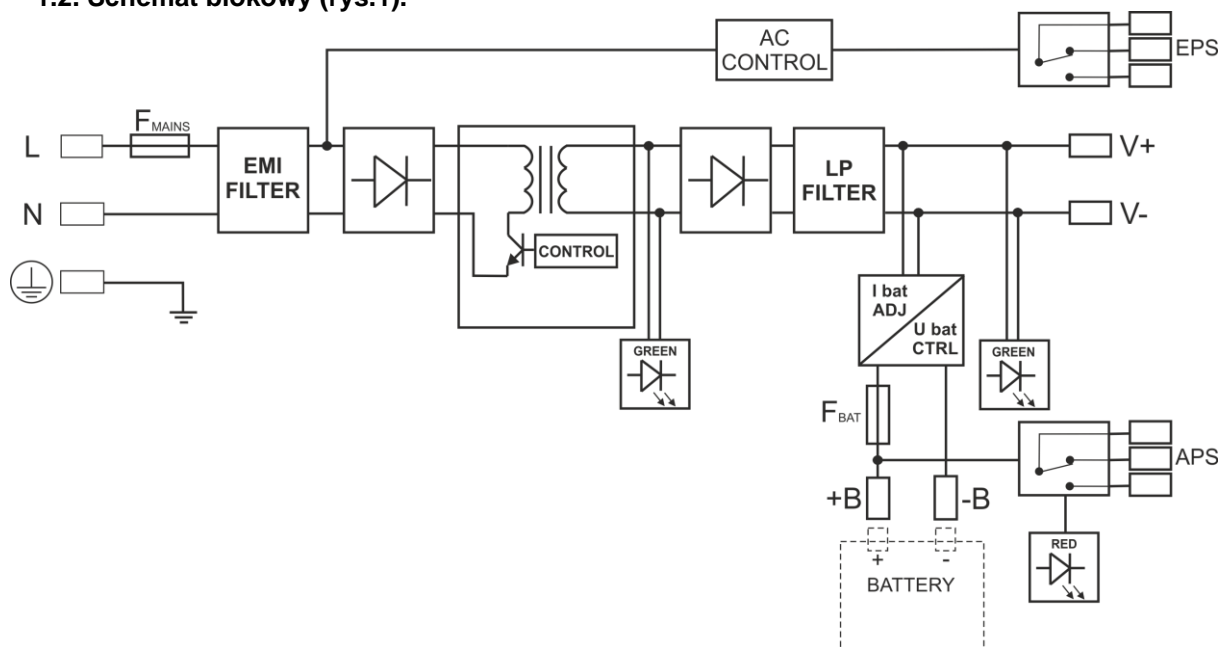 1.2. Schemat blokowy (rys.1).
AC
CONTROL
EPS
F MAINS
L
EMI
FILTER
LP
FILTER
V+
N
V-
CONTROL
I bat
ADJ
U bat
CTRL
GREEN
GREEN
F BAT
APS
+B
-B
RED
+ -
BATTERY